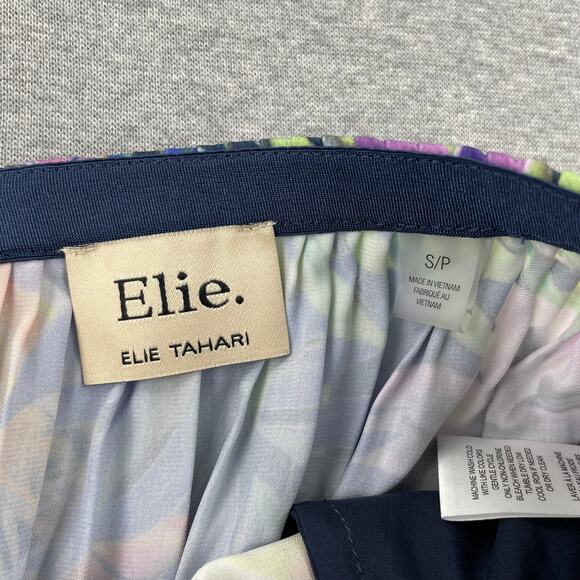 Elie.
ELIE TAHARI
S/P
MADE IN VIETNAM
FABRIQUÉ AU
VIETNAM
MACHINE WASH COLD
WITH LIKE COLORS
GENTLE CYCLE
ONLY NON-CHLORINE
BLEACH WHEN NEEDED
TUMBLE DRY LOW
COOL IRON IF NEEDED
OR DRY CLEAN
LAVER À LA MACHINE